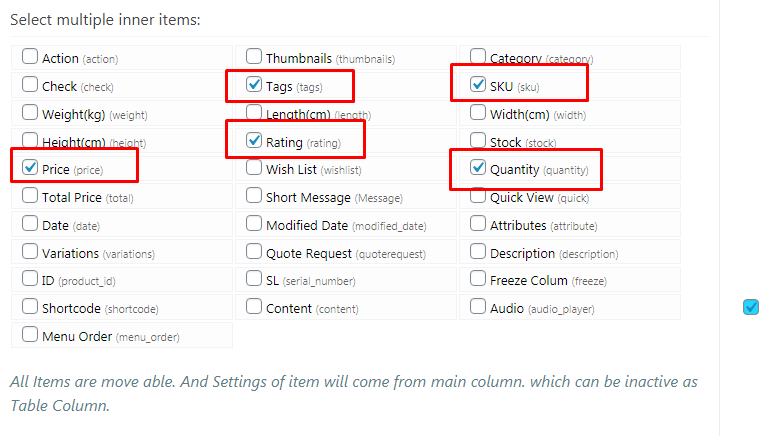 Select multiple inner items:
Action (action) Thumbnails (thumbnails) Category (category)
Check (check) Tags (tags) SKU (sku)
Weight(kg) (weight) Length(cm) (length) Width(cm) (width)
Height(cm) (height) Rating (rating) Stock (stock)
Price (price) Wish List (wishlist) Quantity (quantity)
Total Price (total) Short Message (Message) Quick View (quick)
Date (date) Modified Date (modified_date) Attributes (attribute)
Variations (variations) Quote Request (quoterequest) Description (description)
ID (product_id) SL (serial_number) Freeze Colum (freeze)
Shortcode (shortcode) Content (content) Audio (audio_player)
Menu Order (menu_order)
All Items are move able. And Settings of item will come from main column. which can be inactive as
Table Column.